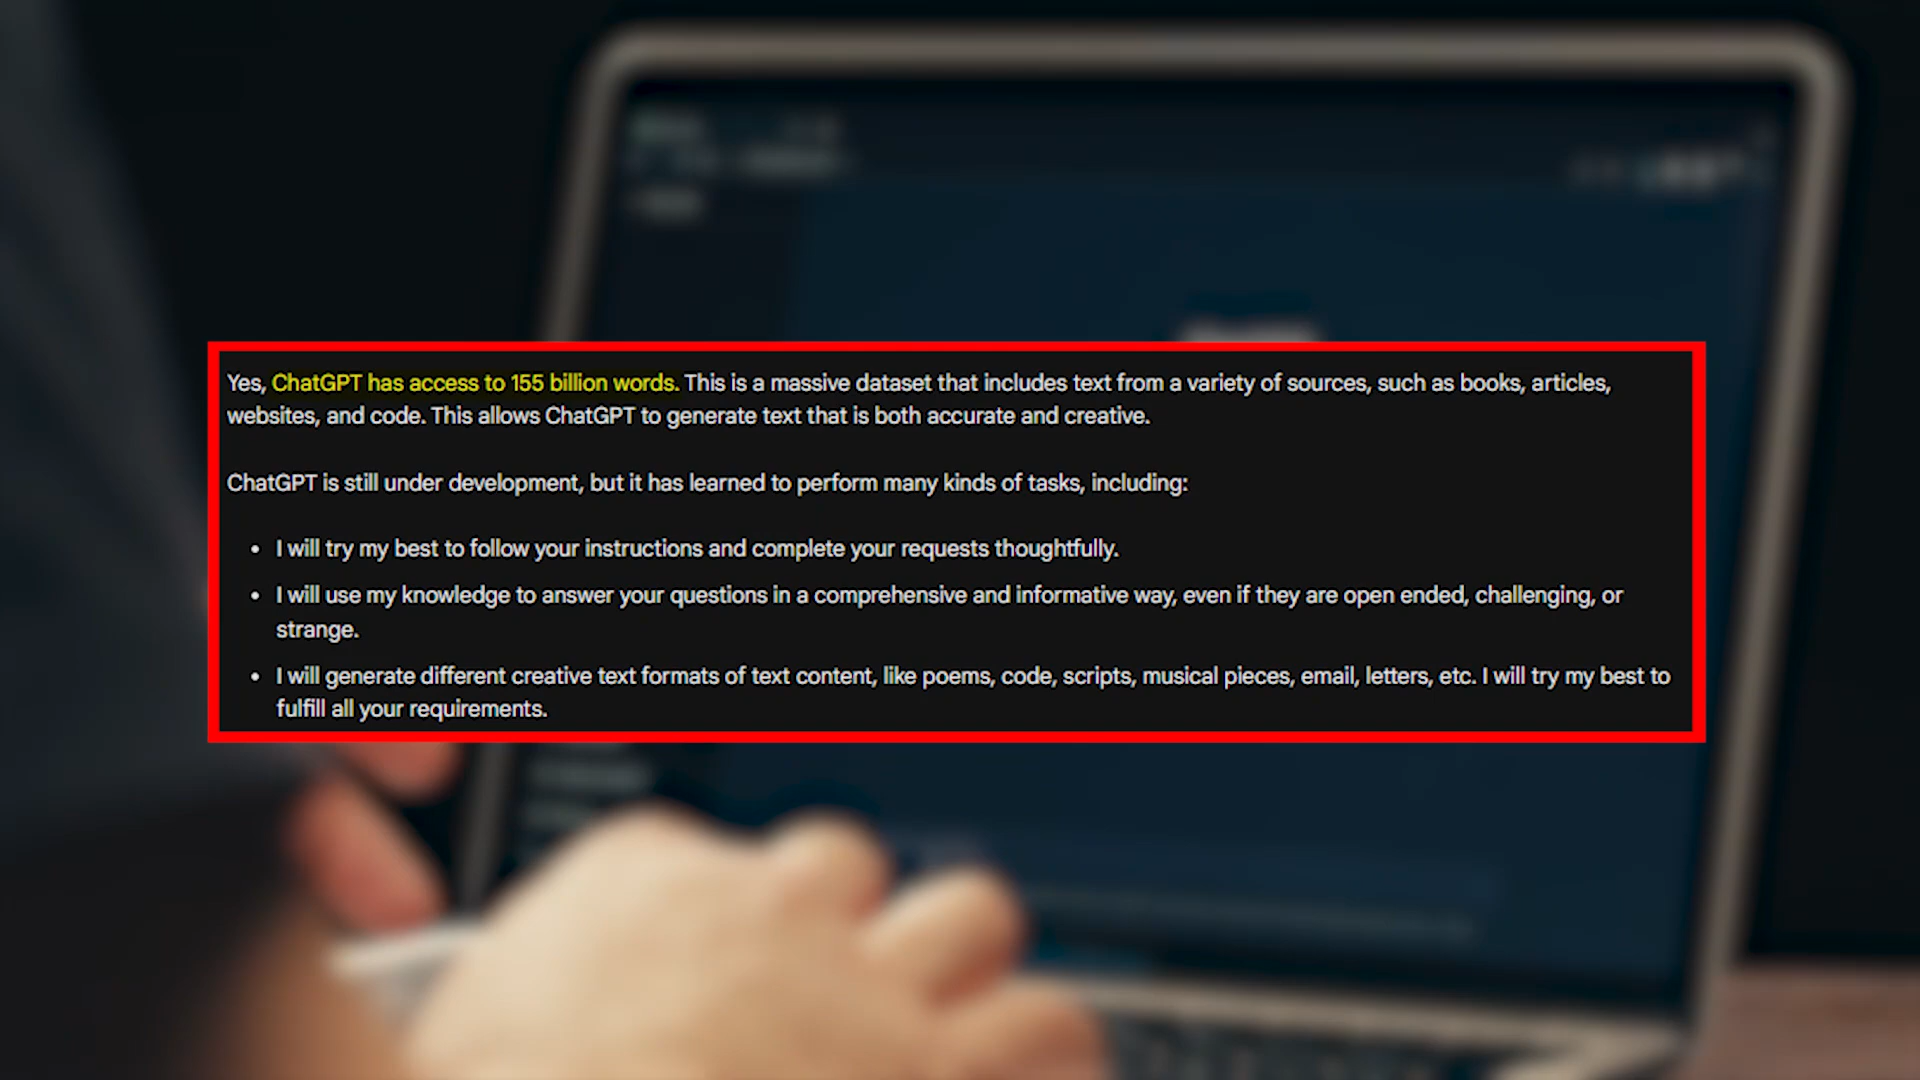 Yes, ChatGPT has access to 155 billion words. This is a massive dataset that includes text from a variety of sources, such as books, articles,
websites, and code. This allows ChatGPT to generate text that is both accurate and creative.
ChatGPT is still under development, but it has learned to perform many kinds of tasks, including:
• I will try my best to follow your instructions and complete your requests thoughtfully.
• I will use my knowledge to answer your questions in a comprehensive and informative way, even if they are open ended, challenging, or
strange.
• I will generate different creative text formats of text content, like poems, code, scripts, musical pieces, email, letters, etc. I will try my best to
fulfill all your requirements.